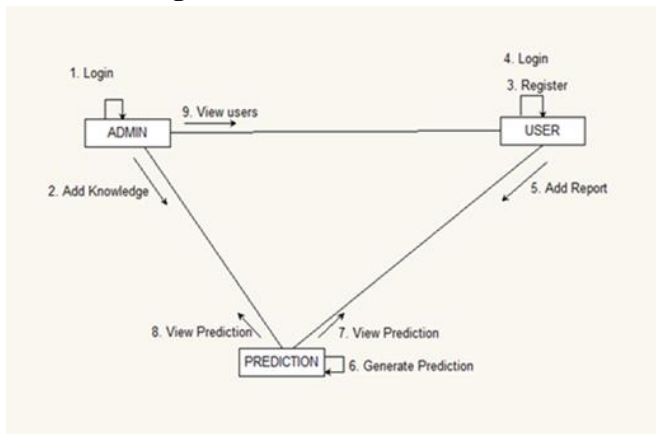 4. Login
1. Login
3. Register
9. View users
ADMIN
USER
2. Add Knowledge
5. Add Report
8. View Prediction
7. View Prediction
PREDICTION
6. Generate Prediction